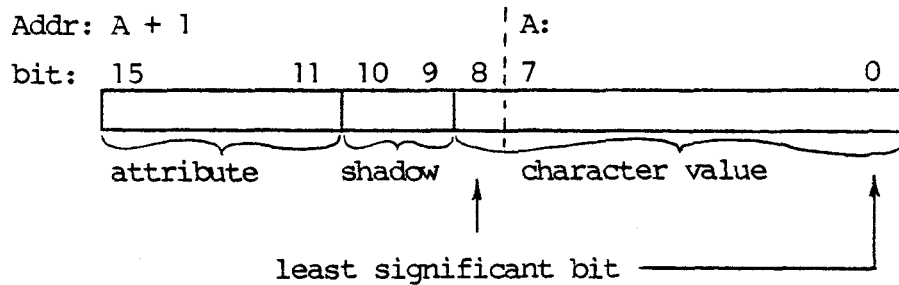 Addr: A + 1 A:
bit: 15 11 10 9 8 7 0
attribute shadow character value
least significant bit